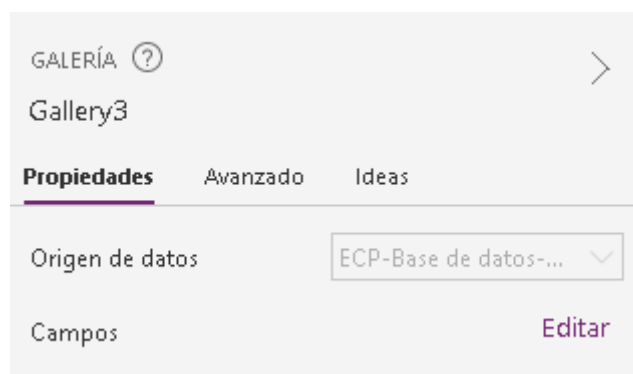 GALERÍA ?
Gallery3
Propiedades Avanzado Ideas
Origen de datos ECP-Base de datos-...
Campos Editar